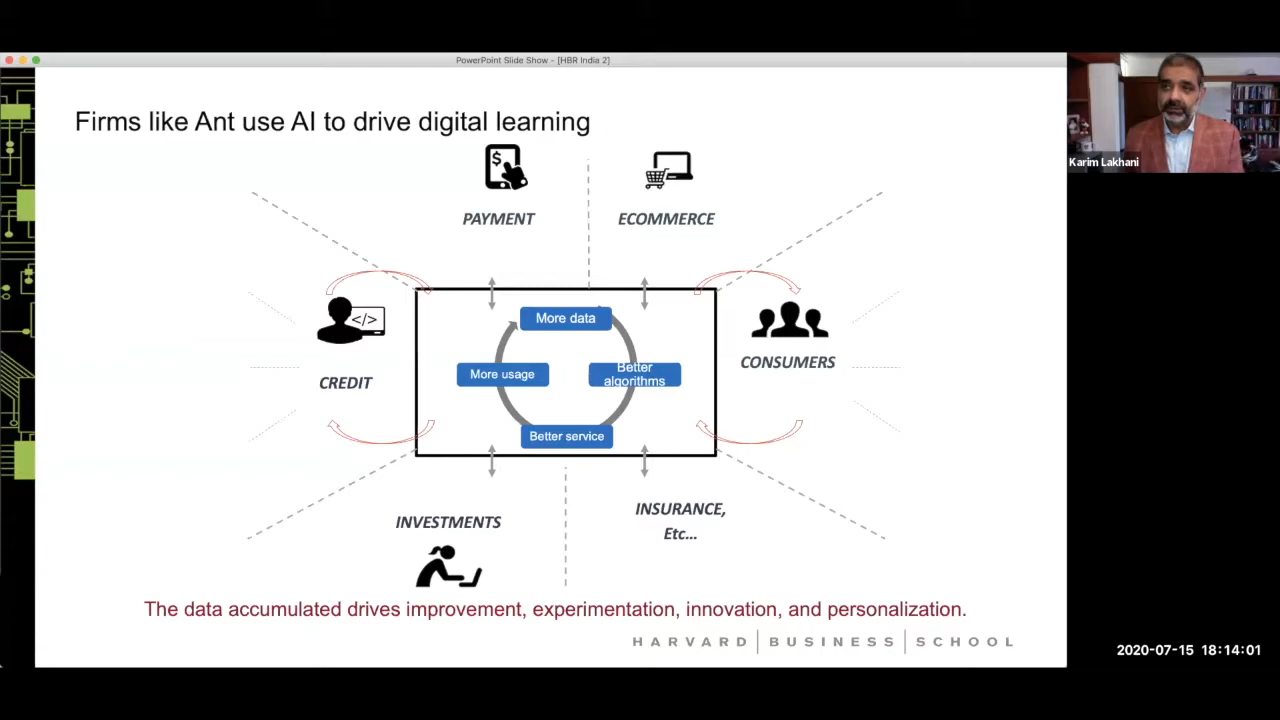 PowerPoint Slide Show - [HBR India 2]
Karim Lakhani
Firms like Ant use AI to drive digital learning
$
PAYMENT
ECOMMERCE
</>
CREDIT
CONSUMERS
More data
More usage
Better
algorithms
Better service
INVESTMENTS
INSURANCE,
Etc...
The data accumulated drives improvement, experimentation, innovation, and personalization.
HARVARD | BUSINESS | SCHOOL
2020-07-15 18:14:01